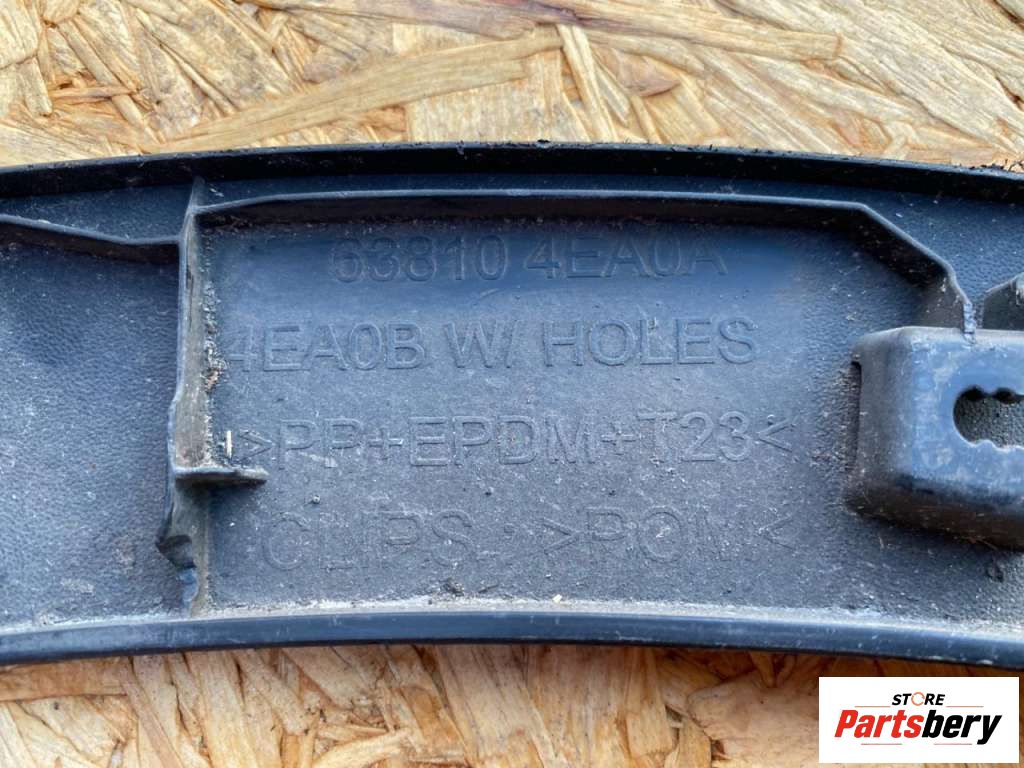 63810 4EA0A
4EA0B W/ HOLES
>PP+EPDM+T23<
CLIPS : >POM<
STORE
Partsbery